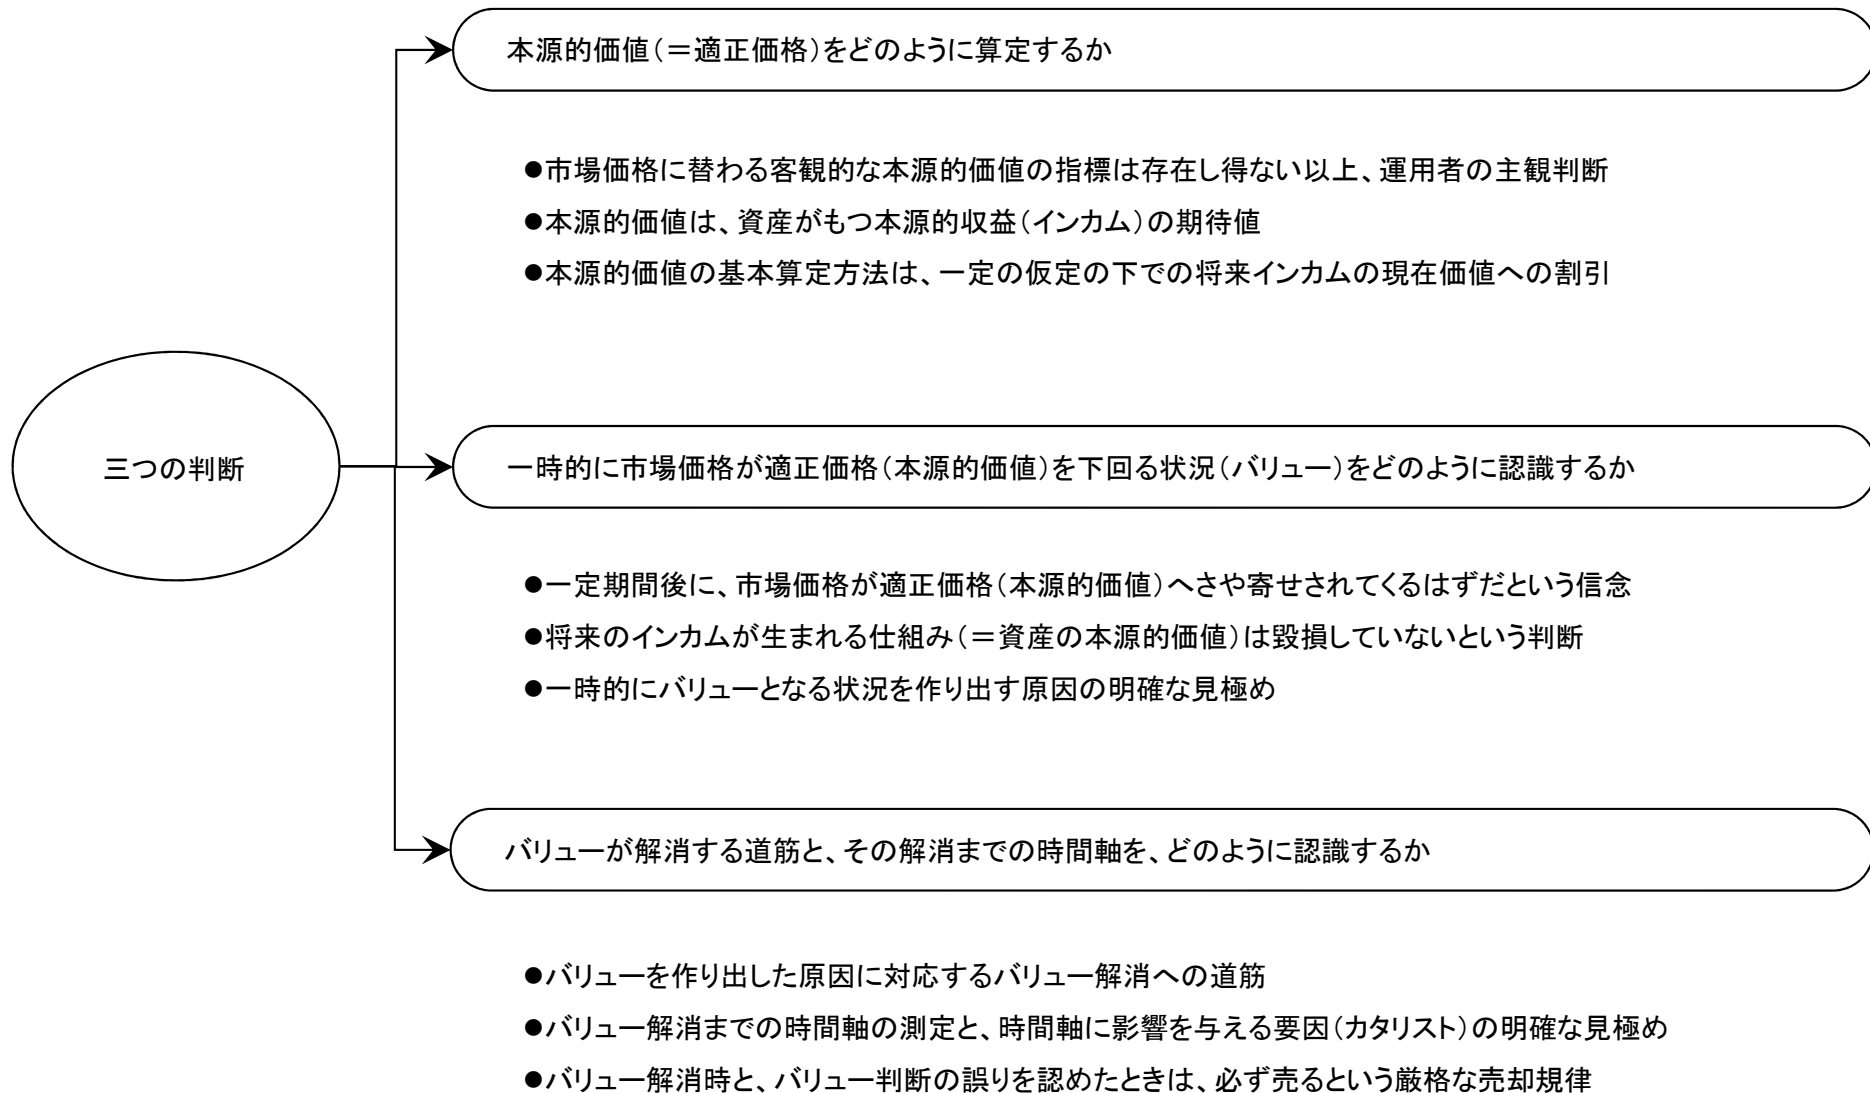 本源的価値（＝適正価格）をどのように算定するか
●市場価格に替わる客観的な本源的価値の指標は存在し得ない以上、運用者の主観判断
●本源的価値は、資産がもつ本源的収益（インカム）の期待値
●本源的価値の基本算定方法は、一定の仮定の下での将来インカムの現在価値への割引
三つの判断
一時的に市場価格が適正価格（本源的価値）を下回る状況（バリュー）をどのように認識するか
●一定期間後に、市場価格が適正価格（本源的価値）へさや寄せされてくるはずだという信念
●将来のインカムが生まれる仕組み（＝資産の本源的価値）は毀損していないという判断
●一時的にバリューとなる状況を作り出す原因の明確な見極め
バリューが解消する道筋と、その解消までの時間軸を、どのように認識するか
●バリューを作り出した原因に対応するバリュー解消への道筋
●バリュー解消までの時間軸の測定と、時間軸に影響を与える要因（カタリスト）の明確な見極め
●バリュー解消時と、バリュー判断の誤りを認めたときは、必ず売るという厳格な売却規律